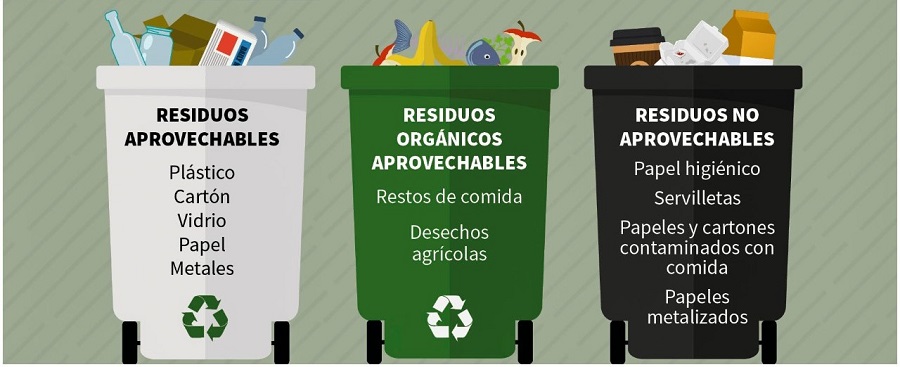 RESIDUOS
APROVECHABLES
Plástico
Cartón
Vidrio
Papel
Metales
RESIDUOS
ORGÁNICOS
APROVECHABLES
Restos de comida
Desechos
agrícolas
RESIDUOS NO
APROVECHABLES
Papel higiénico
Servilletas
Papeles y cartones
contaminados con
comida
Papeles
metalizados